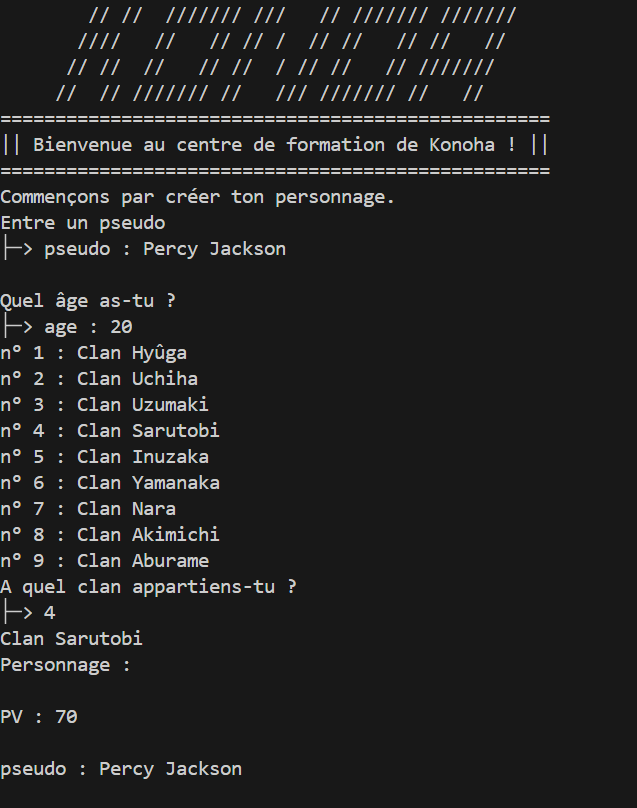 // //  /////// ///   // /////// ///////
////   //   // // /  // //   // //   //
// //  //   // //  / // //   // ///////
//  // /////// //   /// /////// //   //
==================================================
|| Bienvenue au centre de formation de Konoha ! ||
==================================================
Commençons par créer ton personnage.
Entre un pseudo
├─> pseudo : Percy Jackson
Quel âge as-tu ?
├─> age : 20
n° 1 : Clan Hyûga
n° 2 : Clan Uchiha
n° 3 : Clan Uzumaki
n° 4 : Clan Sarutobi
n° 5 : Clan Inuzaka
n° 6 : Clan Yamanaka
n° 7 : Clan Nara
n° 8 : Clan Akimichi
n° 9 : Clan Aburame
A quel clan appartiens-tu ?
├─> 4
Clan Sarutobi
Personnage :
PV : 70
pseudo : Percy Jackson